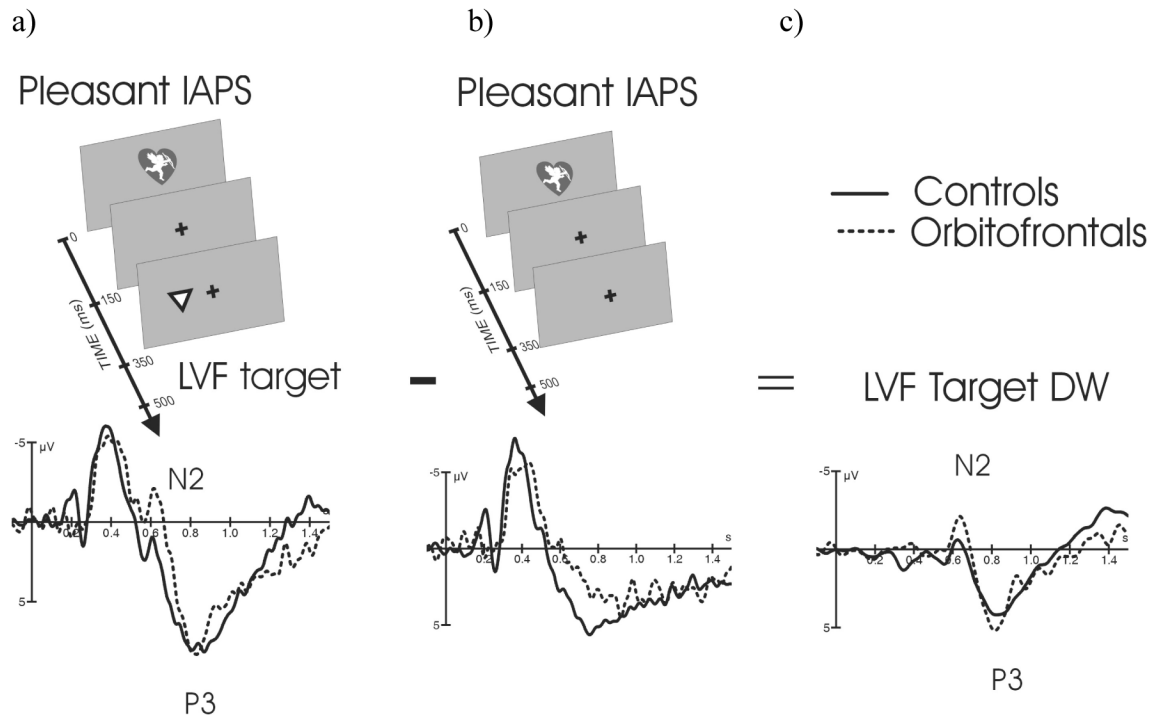 a)
b)
c)
Pleasant IAPS
Pleasant IAPS
0
150
350
500
TIME (ms)
0
150
350
500
TIME (ms)
Controls
Orbitofrontals
LVF target
-
=
LVF Target DW
-5
µV
N2
0.2
0.4
0.6
0.8
1.0
1.2
1.4
s
5
P3
-5
µV
0.2
0.4
0.6
0.8
1.0
1.2
1.4
s
5
-5
µV
N2
0.2
0.4
0.6
0.8
1.0
1.2
1.4
s
5
P3